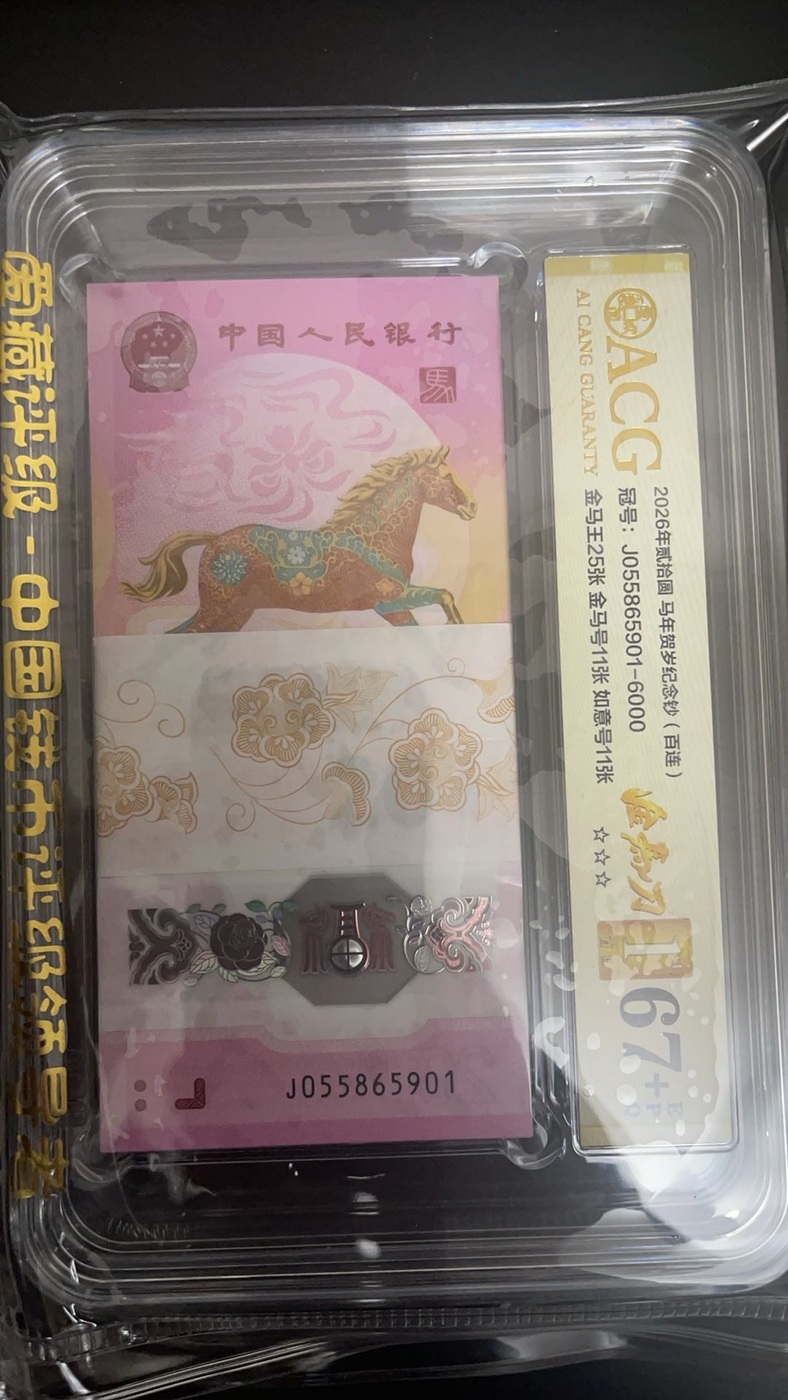 中国人民银行
馬
J055865901
ACG
AI CANG GUARANTY
2026年贰拾圆 马年贺岁纪念钞（百连）
冠号：J055865901-6000
金马王25张 金马号11张 如意号11张
☆☆☆
67+
EPQ
爱藏评级-中国钱币评级领导者